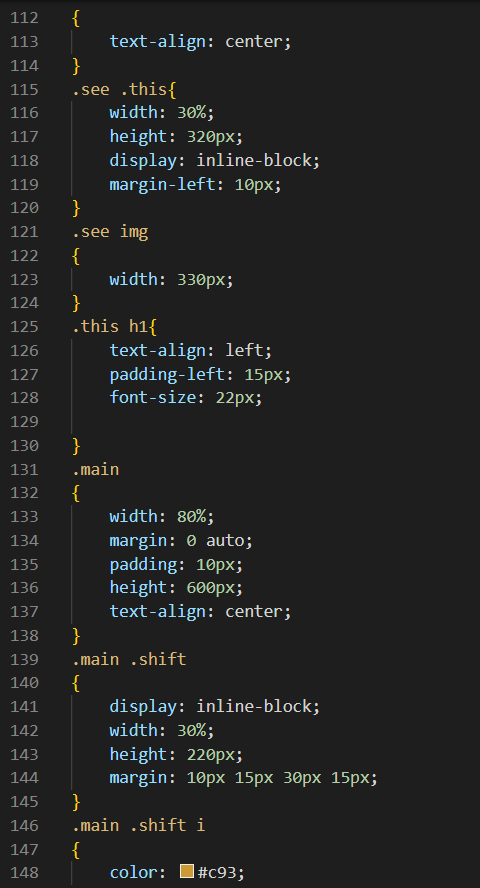 112 {
113     text-align: center;
114 }
115 .see .this{
116     width: 30%;
117     height: 320px;
118     display: inline-block;
119     margin-left: 10px;
120 }
121 .see img
122 {
123     width: 330px;
124 }
125 .this h1{
126     text-align: left;
127     padding-left: 15px;
128     font-size: 22px;
129
130 }
131 .main
132 {
133     width: 80%;
134     margin: 0 auto;
135     padding: 10px;
136     height: 600px;
137     text-align: center;
138 }
139 .main .shift
140 {
141     display: inline-block;
142     width: 30%;
143     height: 220px;
144     margin: 10px 15px 30px 15px;
145 }
146 .main .shift i
147 {
148     color: #c93;